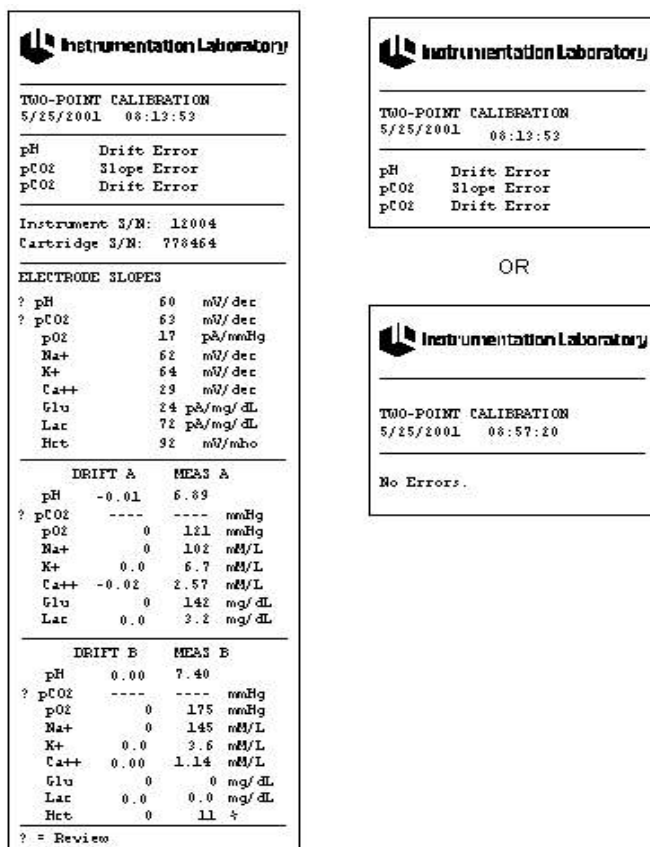 Instrumentation Laboratory
TWO-POINT CALIBRATION
5/25/2001 08:13:53
pH Drift Error
pCO2 Slope Error
pCO2 Drift Error
Instrument S/N: 12004
Cartridge S/N: 778464
ELECTRODE SLOPES
? pH 60 mV/dec
? pCO2 63 mV/dec
pO2 17 pA/mmHg
Na+ 62 mV/dec
K+ 64 mV/dec
Ca++ 29 mV/dec
Glu 24 pA/mg/dL
Lac 72 pA/mg/dL
Hct 92 mV/mho
DRIFT A MEAS A
pH -0.01 6.89
? pCO2 ---- ---- mmHg
pO2 0 121 mmHg
Na+ 0 102 mM/L
K+ 0.0 6.7 mM/L
Ca++ -0.02 2.57 mM/L
Glu 0 142 mg/dL
Lac 0.0 3.2 mg/dL
DRIFT B MEAS B
pH 0.00 7.40
? pCO2 ---- ---- mmHg
pO2 0 175 mmHg
Na+ 0 145 mM/L
K+ 0.0 3.6 mM/L
Ca++ 0.00 1.14 mM/L
Glu 0 0 mg/dL
Lac 0.0 0.0 mg/dL
Hct 0 11 %
? = Review
Instrumentation Laboratory
TWO-POINT CALIBRATION
5/25/2001 08:13:53
pH Drift Error
pCO2 Slope Error
pCO2 Drift Error
OR
Instrumentation Laboratory
TWO-POINT CALIBRATION
5/25/2001 08:57:20
No Errors.